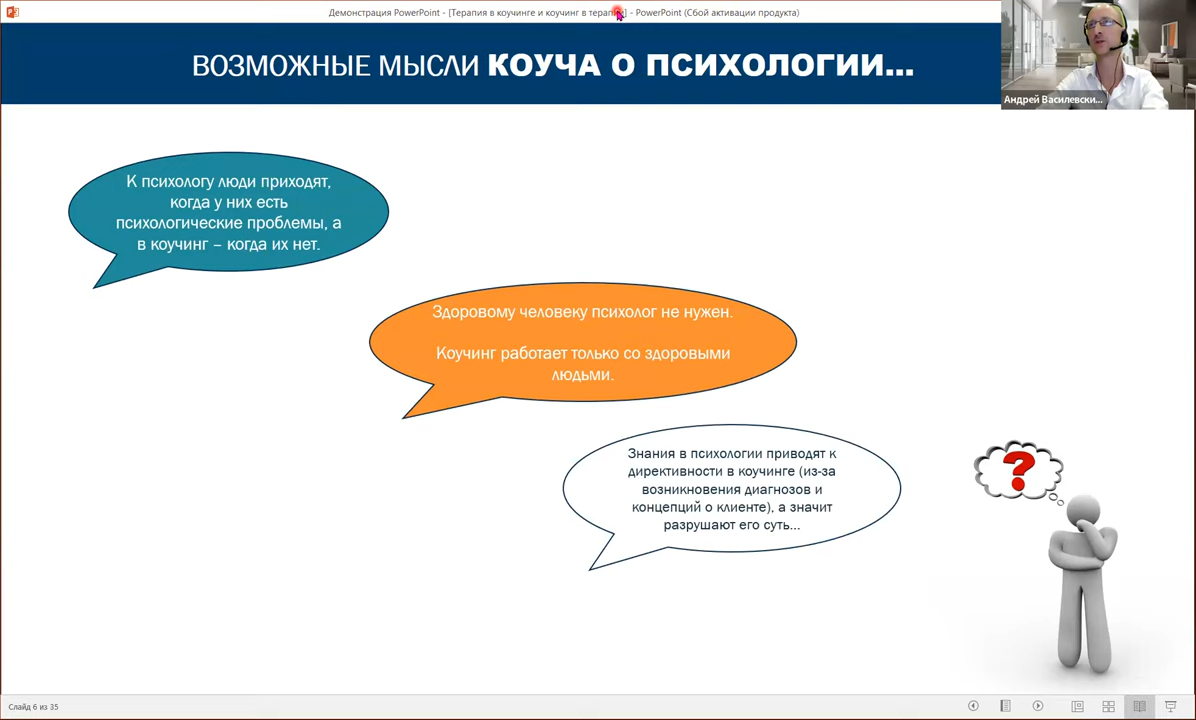 Демонстрация PowerPoint - [Терапия в коучинге и коучинг в терапии] - PowerPoint (Сбой активации продукта)
ВОЗМОЖНЫЕ МЫСЛИ КОУЧА О ПСИХОЛОГИИ...
Андрей Василевски...
К психологу люди приходят,
когда у них есть
психологические проблемы, а
в коучинг – когда их нет.
Здоровому человеку психолог не нужен.
Коучинг работает только со здоровыми
людьми.
Знания в психологии приводят к
директивности в коучинге (из-за
возникновения диагнозов и
концепций о клиенте), а значит
разрушают его суть...
?
Слайд 6 из 35